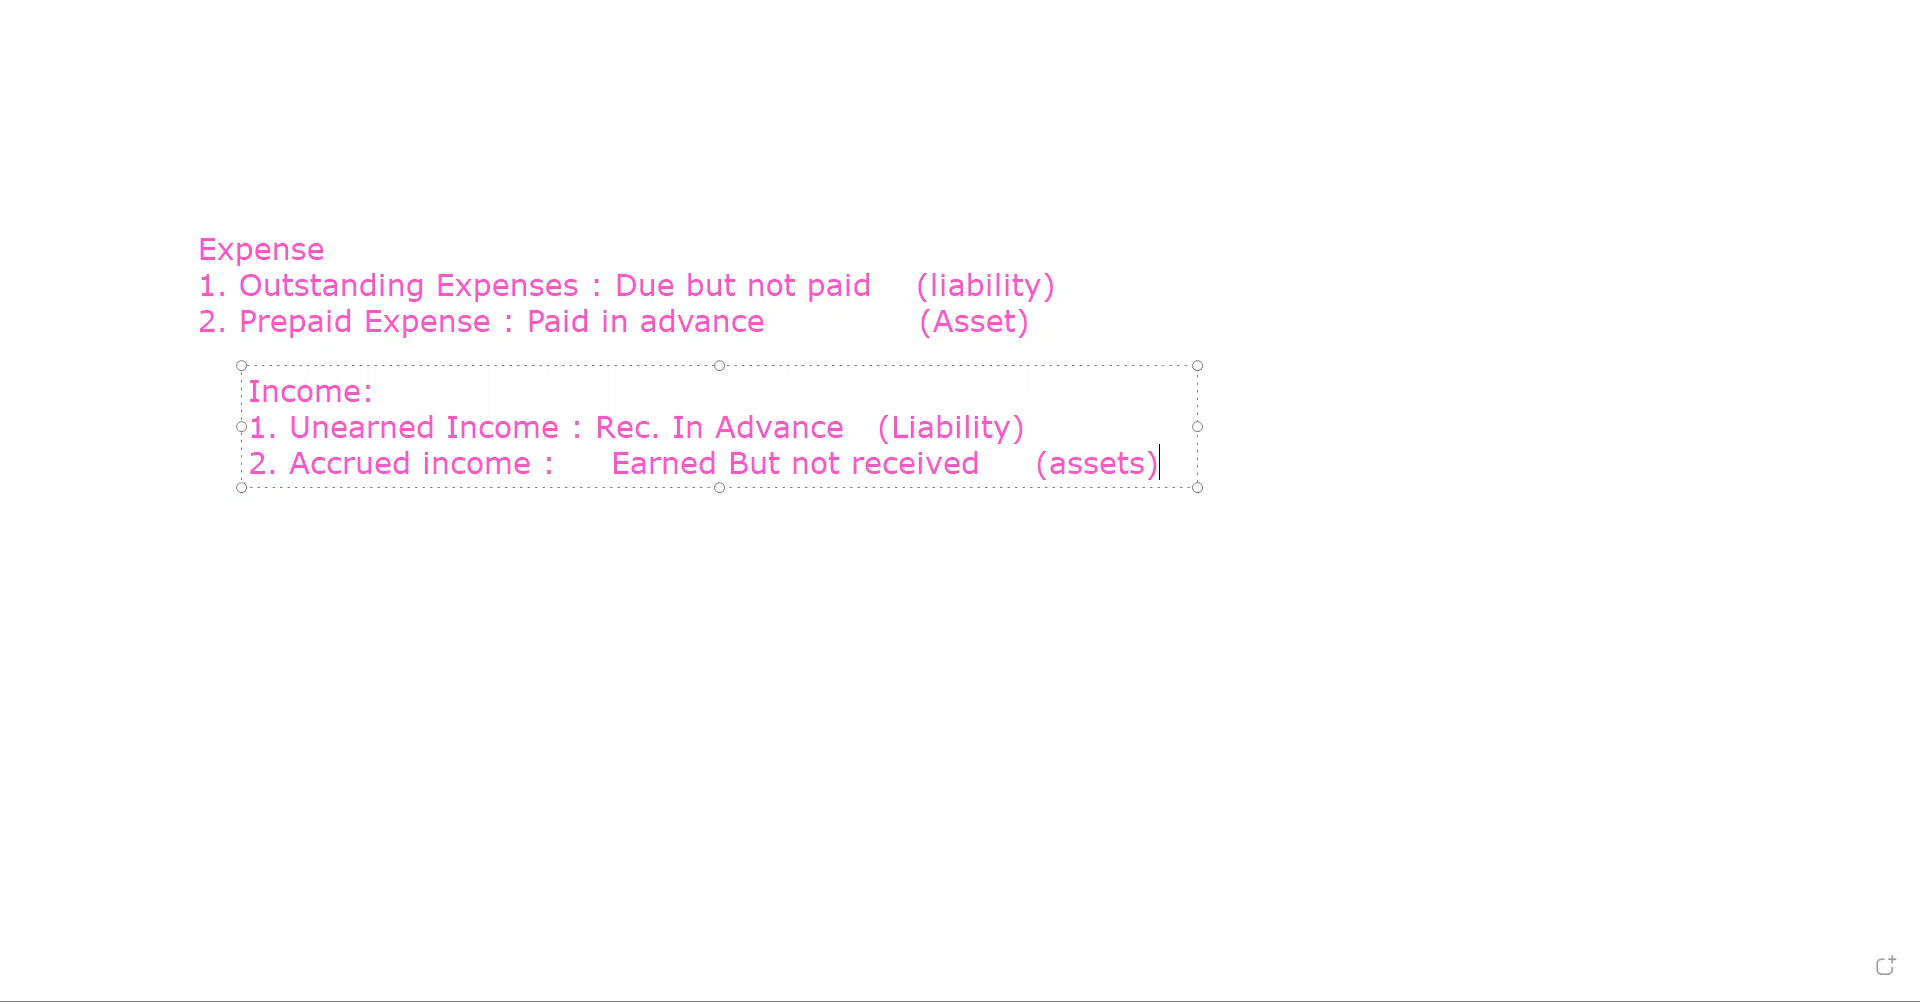 Expense
1. Outstanding Expenses : Due but not paid (liability)
2. Prepaid Expense : Paid in advance (Asset)
Income:
1. Unearned Income : Rec. In Advance (Liability)
2. Accrued income : Earned But not received (assets)